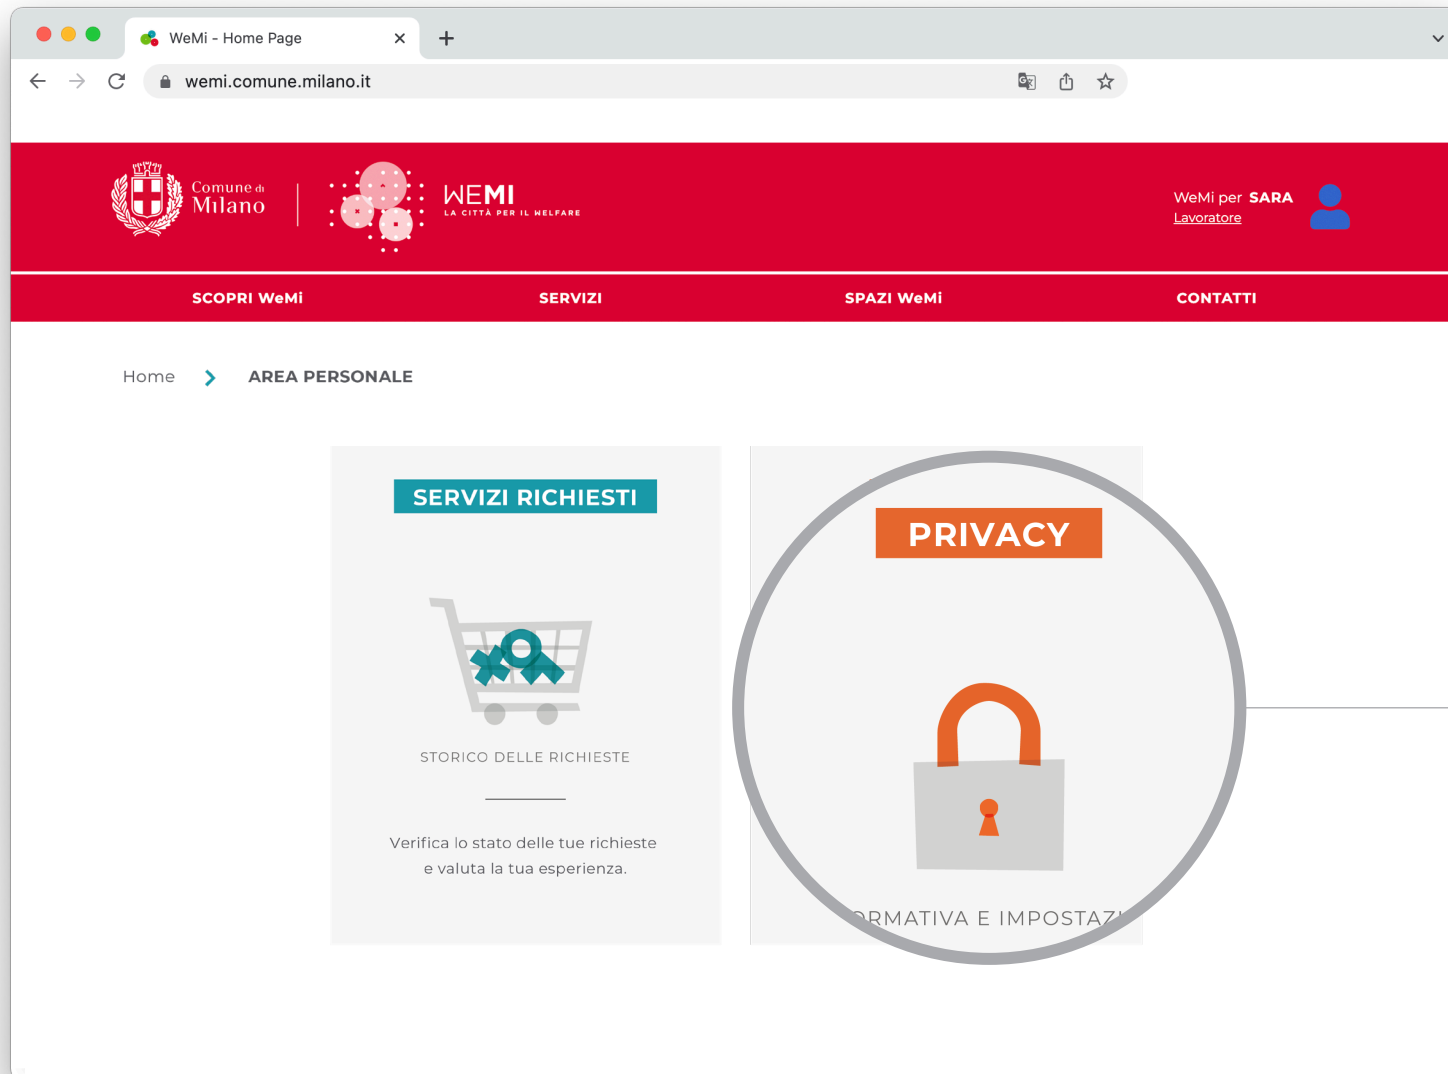 WeMi - Home Page
wemi.comune.milano.it
Comune di
Milano
WEMI
LA CITTÀ PER IL WELFARE
WeMi per SARA
Lavoratore
SCOPRI WeMi
SERVIZI
SPAZI WeMi
CONTATTI
Home
AREA PERSONALE
SERVIZI RICHIESTI
STORICO DELLE RICHIESTE
Verifica lo stato delle tue richieste
e valuta la tua esperienza.
PRIVACY
ORMATIVA E IMPOSTAZI